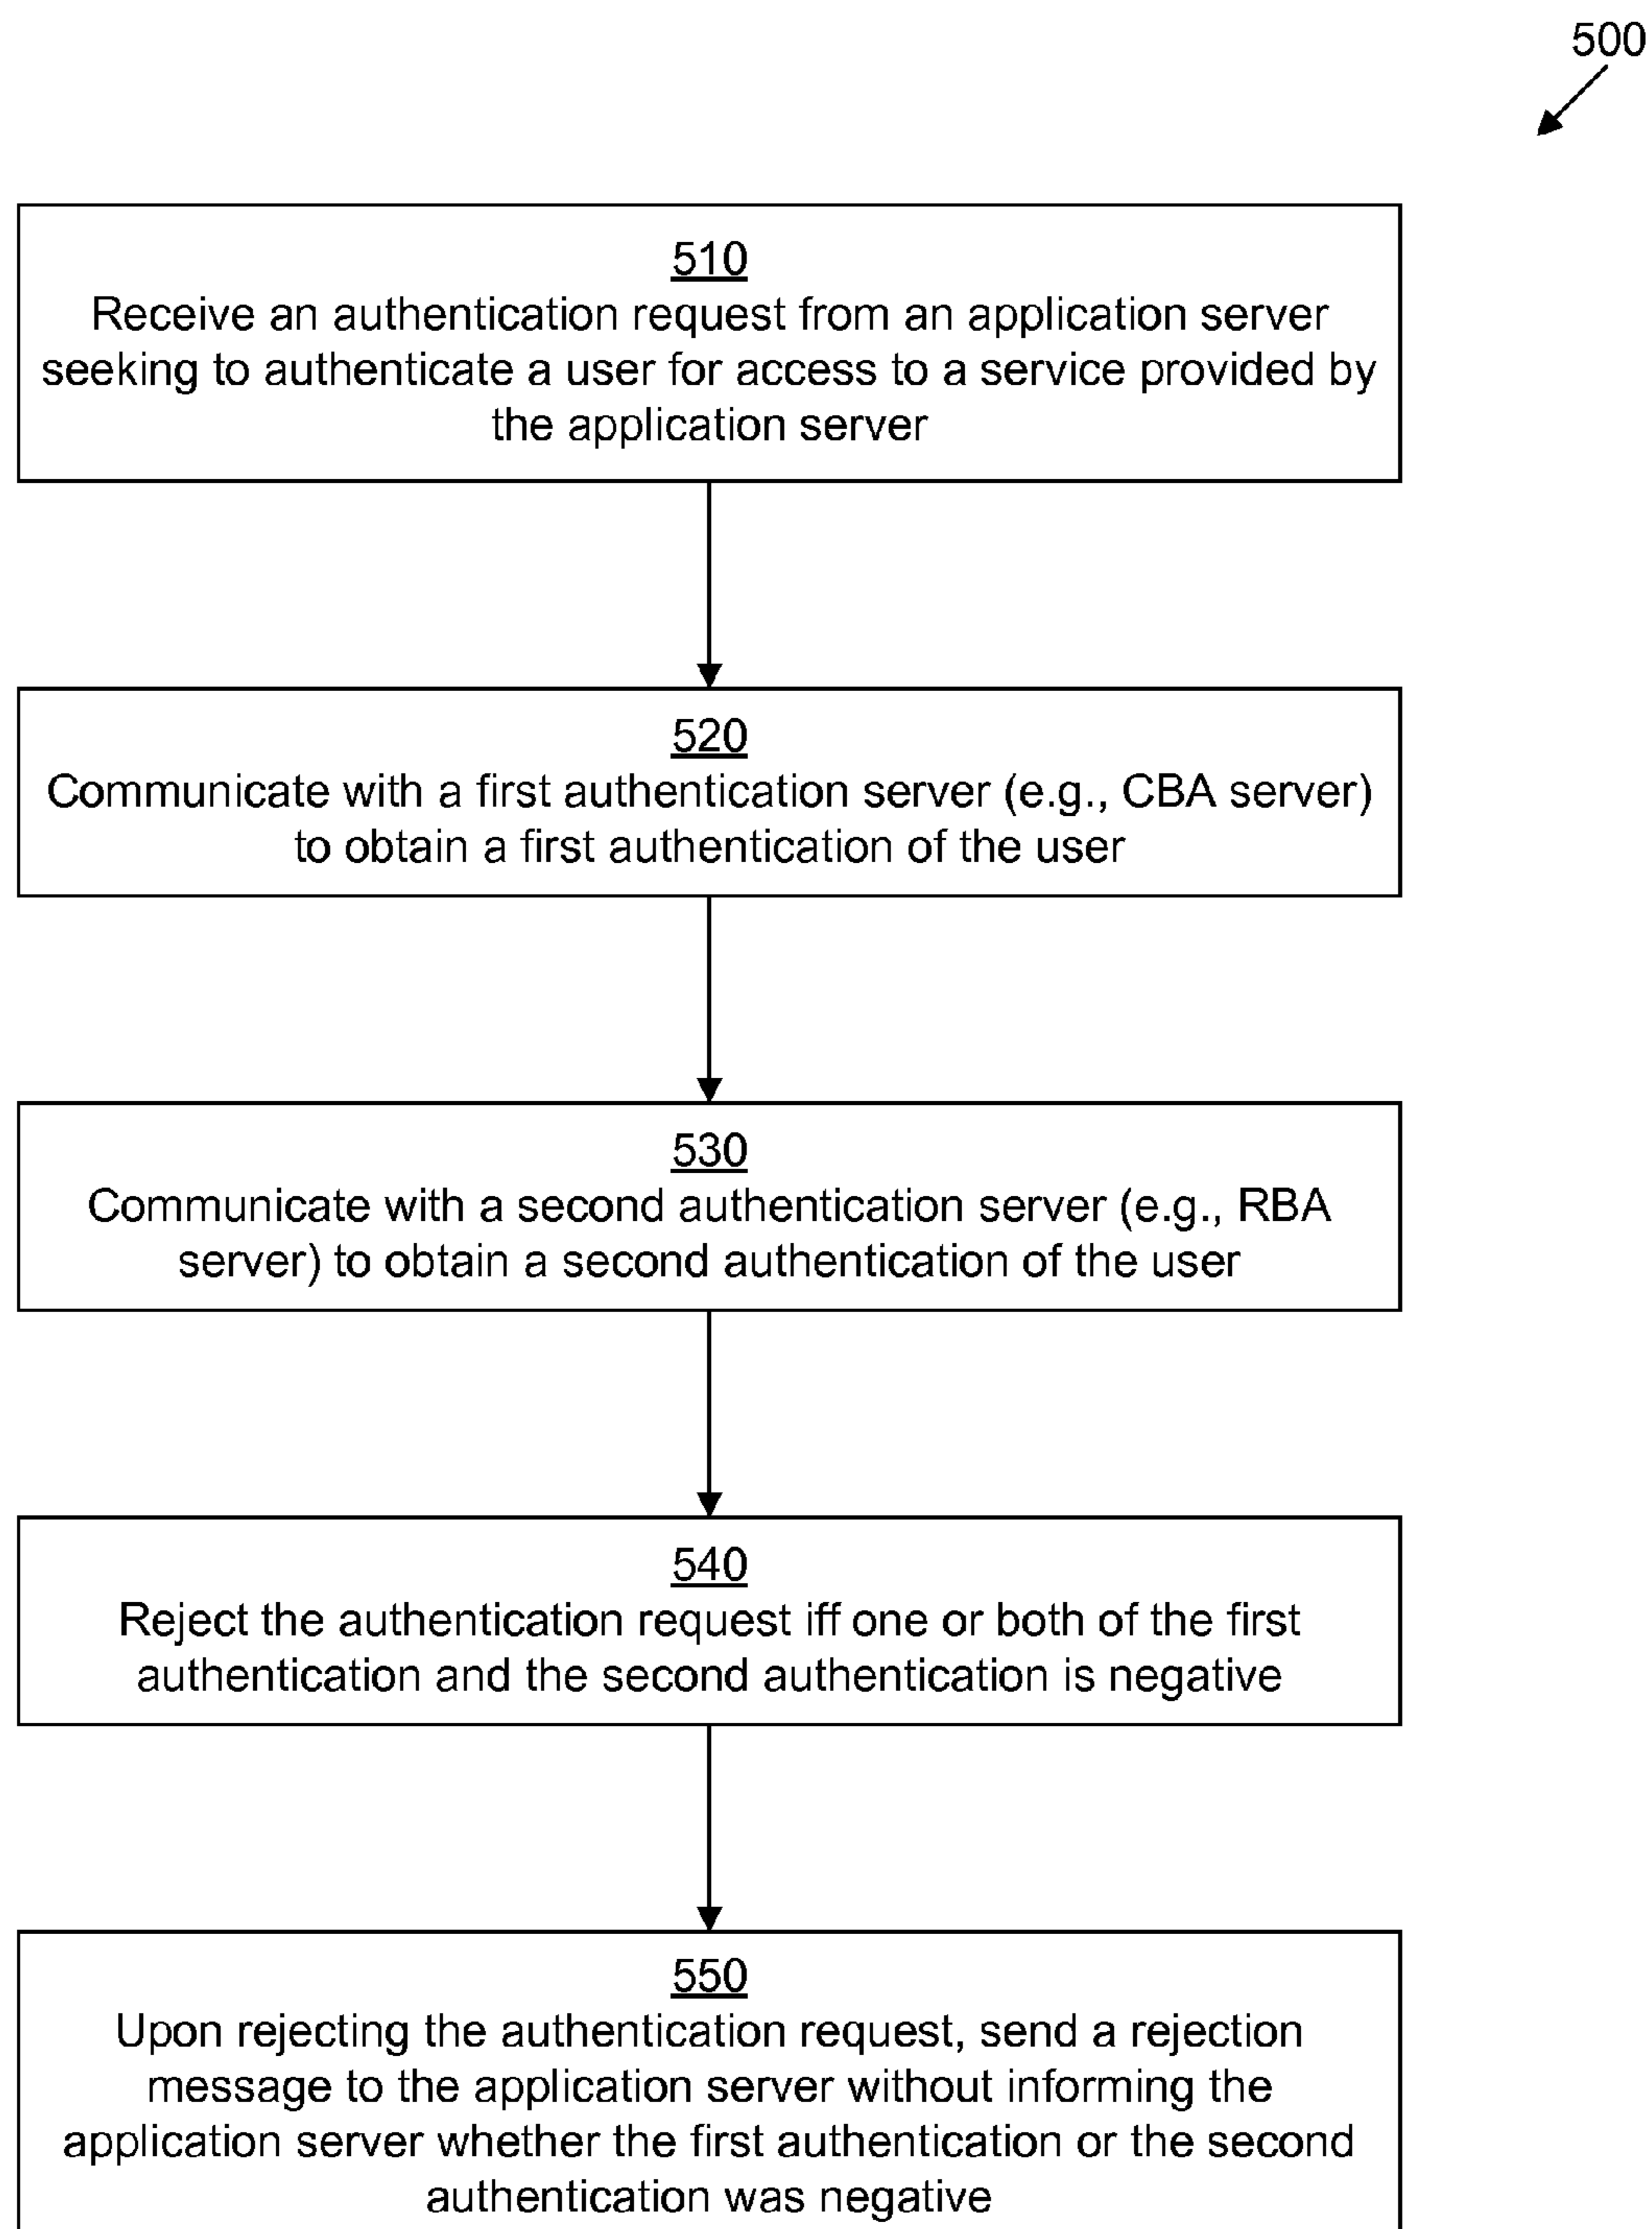 500
510
Receive an authentication request from an application server
seeking to authenticate a user for access to a service provided by
the application server
520
Communicate with a first authentication server (e.g., CBA server)
to obtain a first authentication of the user
530
Communicate with a second authentication server (e.g., RBA
server) to obtain a second authentication of the user
540
Reject the authentication request iff one or both of the first
authentication and the second authentication is negative
550
Upon rejecting the authentication request, send a rejection
message to the application server without informing the
application server whether the first authentication or the second
authentication was negative